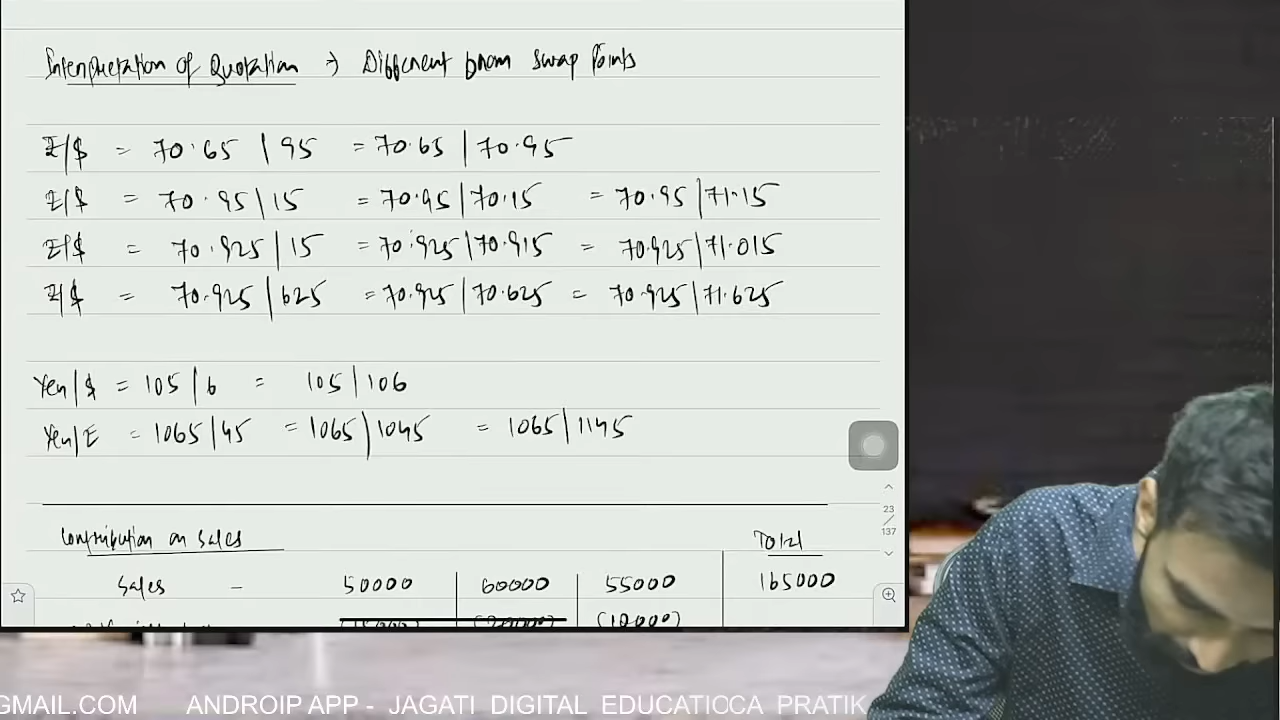 Interpretation of Quotation → Different from Swap Points
₹/$ = 70.65 | 95 = 70.65 | 70.95
₹/$ = 70.95 | 15 = 70.95 | 70.15 = 70.95 | 71.15
₹/$ = 70.925 | 15 = 70.925 | 70.915 = 70.925 | 71.015
₹/$ = 70.925 | 625 = 70.925 | 70.625 = 70.925 | 71.625
Yen/$ = 105 | 6 = 105 | 106
Yen/£ = 1065 | 45 = 1065 | 1045 = 1065 | 1145
23
/
137
Contribution on Sales Total
Sales - 50000 60000 55000 165000
GMAIL.COM ANDROIP APP - JAGATI DIGITAL EDUCATIOCA PRATIK